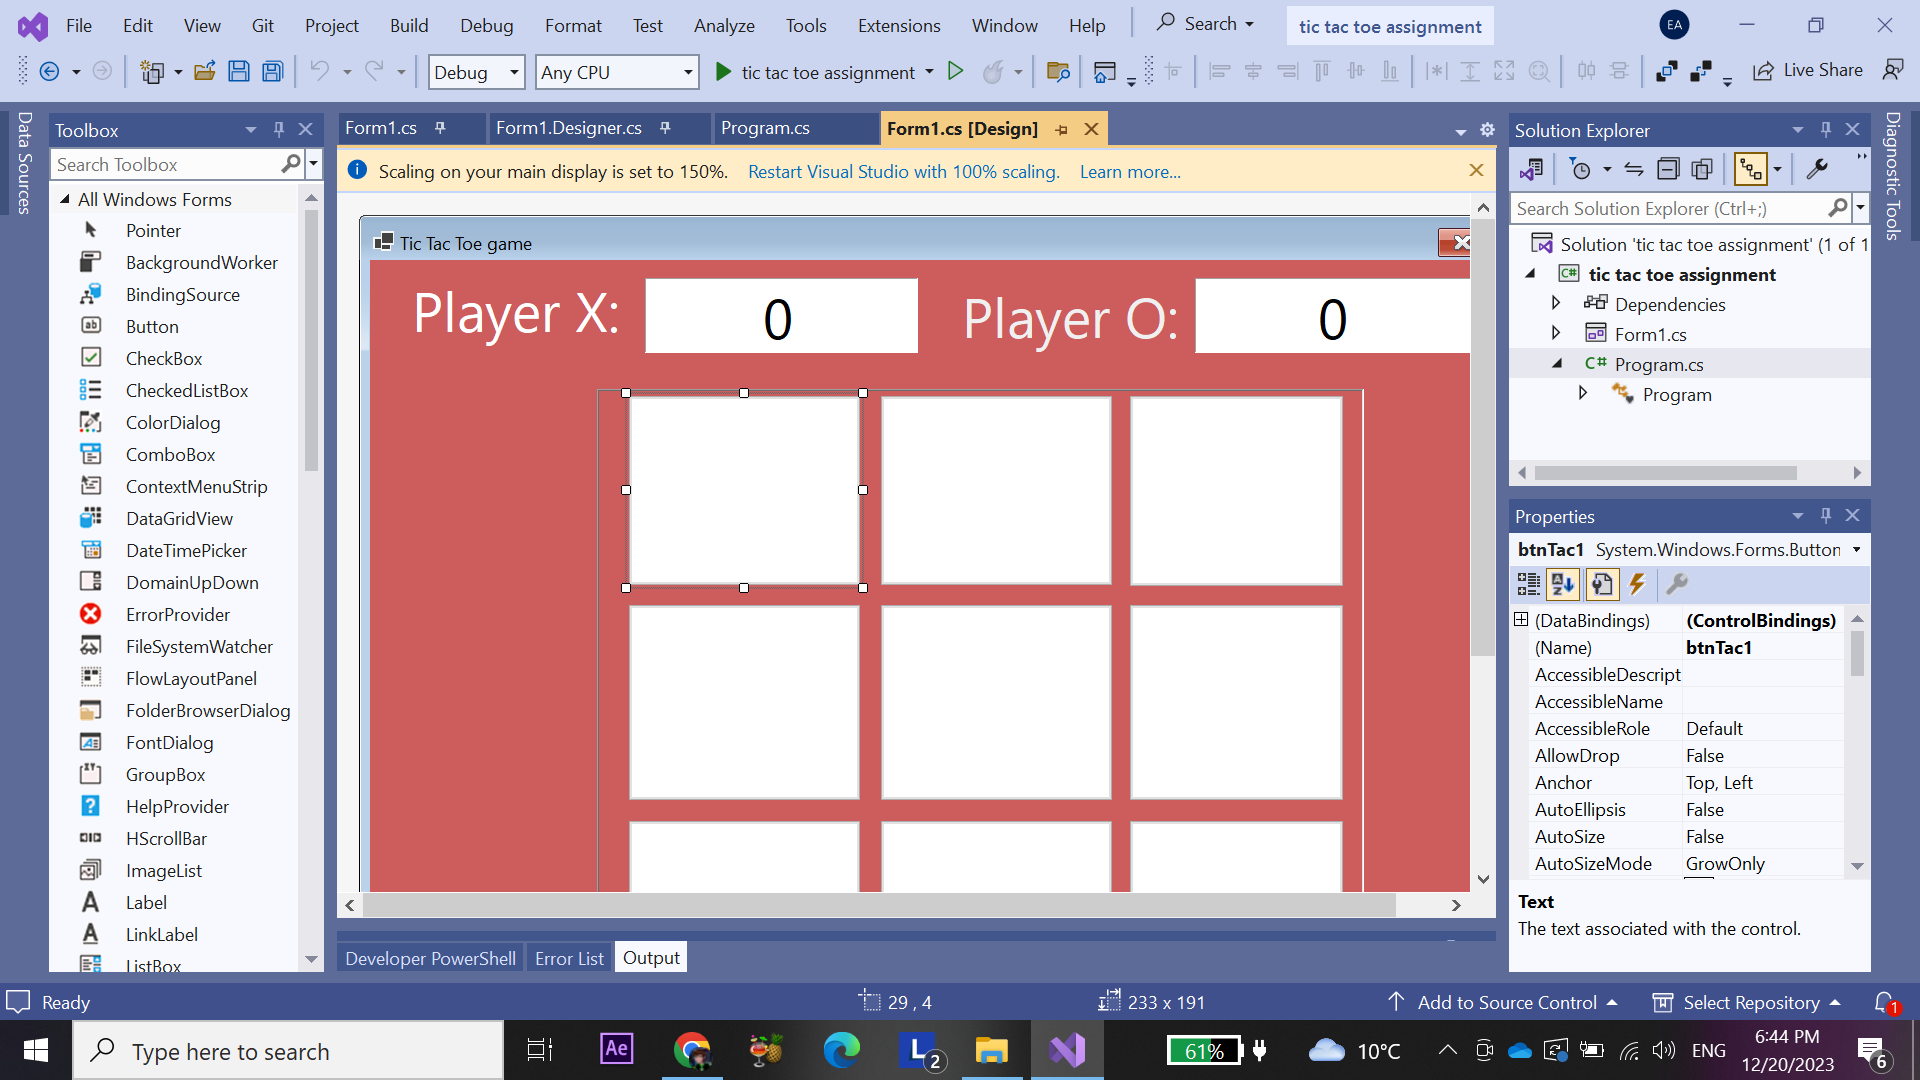 File Edit View Git Project Build Debug Format Test Analyze Tools Extensions Window Help Search tic tac toe assignment EA
Debug Any CPU tic tac toe assignment Live Share
Data Sources
Toolbox
Search Toolbox
All Windows Forms
Pointer
BackgroundWorker
BindingSource
Button
CheckBox
CheckedListBox
ColorDialog
ComboBox
ContextMenuStrip
DataGridView
DateTimePicker
DomainUpDown
ErrorProvider
FileSystemWatcher
FlowLayoutPanel
FolderBrowserDialog
FontDialog
GroupBox
HelpProvider
HScrollBar
ImageList
Label
LinkLabel
ListBox
Form1.cs Form1.Designer.cs Program.cs Form1.cs [Design]
Scaling on your main display is set to 150%. Restart Visual Studio with 100% scaling. Learn more...
Tic Tac Toe game
Player X: 0 Player O: 0
Developer PowerShell Error List Output
Solution Explorer
Search Solution Explorer (Ctrl+;)
Solution 'tic tac toe assignment' (1 of 1
C# tic tac toe assignment
Dependencies
Form1.cs
C# Program.cs
Program
Diagnostic Tools
Properties
btnTac1 System.Windows.Forms.Button
(DataBindings) (ControlBindings)
(Name) btnTac1
AccessibleDescript
AccessibleName
AccessibleRole Default
AllowDrop False
Anchor Top, Left
AutoEllipsis False
AutoSize False
AutoSizeMode GrowOnly
Text
The text associated with the control.
Ready 29 , 4 233 x 191 Add to Source Control Select Repository 1
Type here to search Ae L 2 61% 10°C ENG 6:44 PM
12/20/2023 6